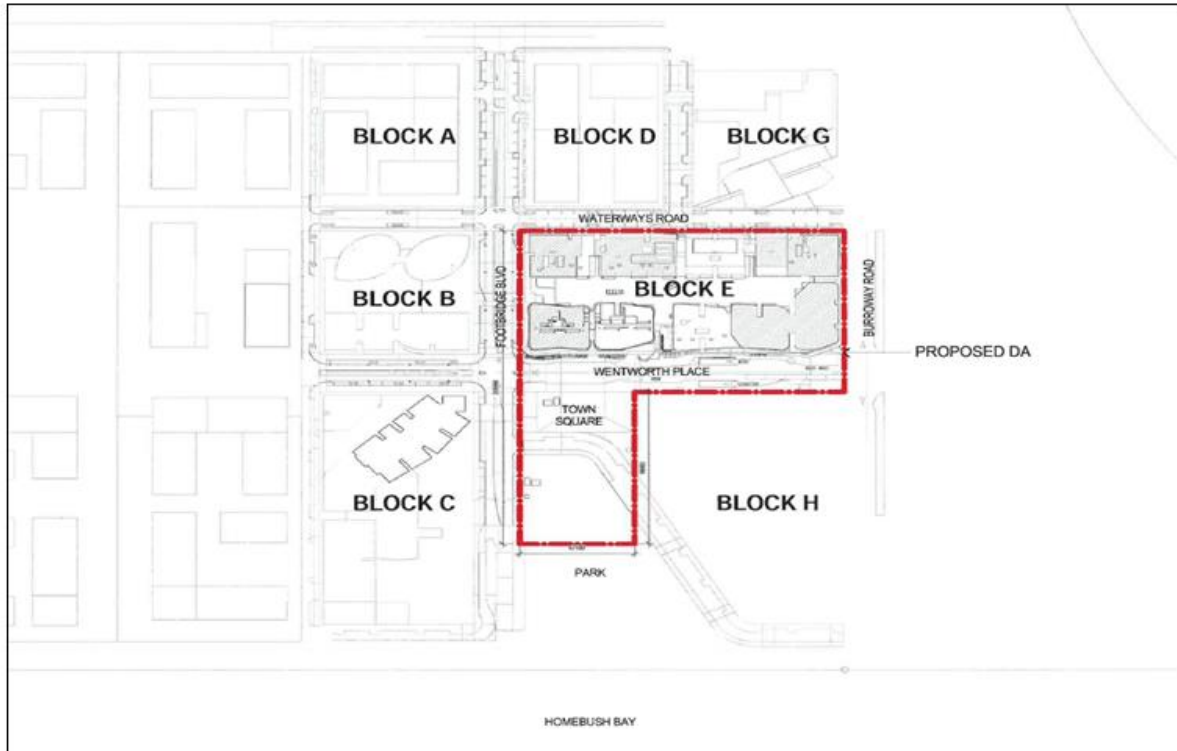 BLOCK A
BLOCK D
BLOCK G
WATERWAYS ROAD
FOOTBRIDGE BLVD
BLOCK B
BLOCK E
BURROWAY ROAD
PROPOSED DA
WENTWORTH PLACE
TOWN
SQUARE
BLOCK C
BLOCK H
PARK
HOMEBUSH BAY